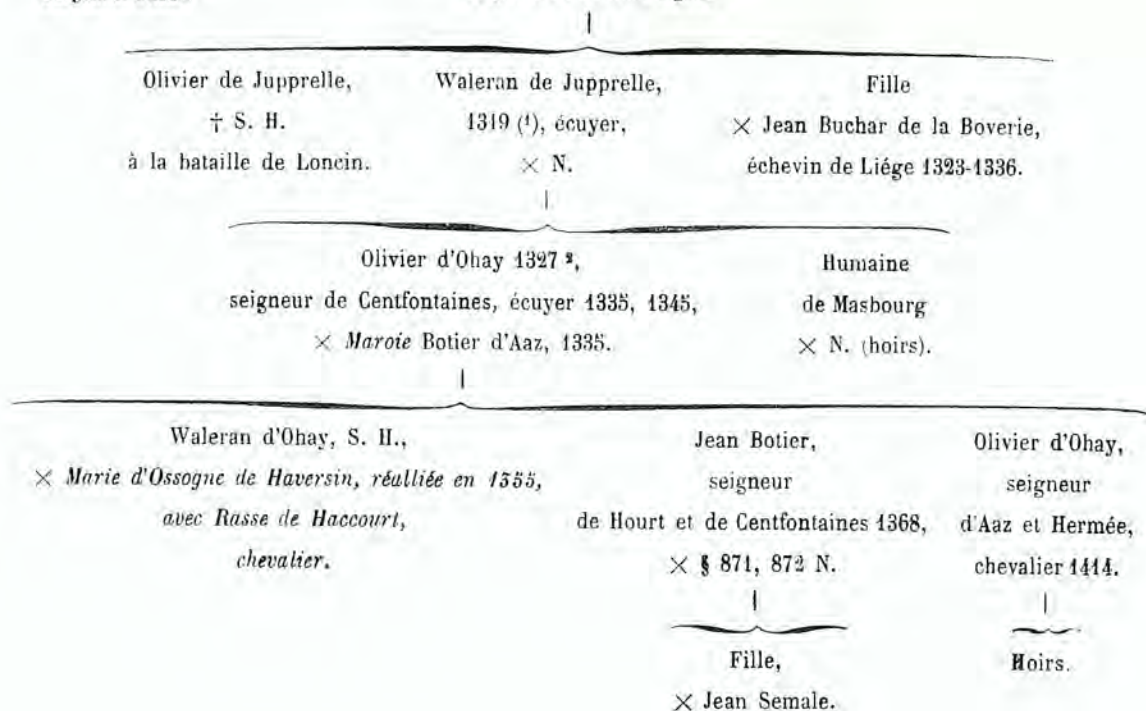 Olivier de Jupprelle,
† S. H.
à la bataille de Loncin.
Waleran de Jupprelle,
1319 (¹), écuyer,
× N.
Fille
× Jean Buchar de la Boverie,
échevin de Liége 1323-1336.
Olivier d'Ohay 1327 ²,
seigneur de Centfontaines, écuyer 1335, 1345,
× Maroie Botier d'Aaz, 1335.
Humaine
de Masbourg
× N. (hoirs).
Waleran d'Ohay, S. H.,
× Marie d'Ossogne de Haversin, réalliée en 1355,
avec Rasse de Haccourt,
chevalier.
Jean Botier,
seigneur
de Hourt et de Centfontaines 1368,
× § 871, 872 N.
Olivier d'Ohay,
seigneur
d'Aaz et Hermée,
chevalier 1414.
Fille,
× Jean Semale.
Hoirs.